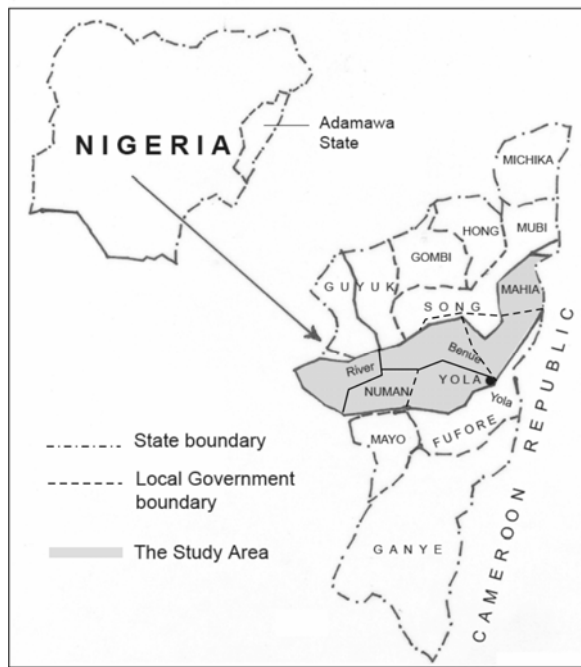 NIGERIA
Adamawa
State
MICHIKA
MUBI
HONG
GOMBI
GUYUK
MAHIA
SONG
Benue
River
YOLA
Yola
NUMAN
FUFORE
MAYO
GANYE
CAMEROON REPUBLIC
State boundary
Local Government
boundary
The Study Area